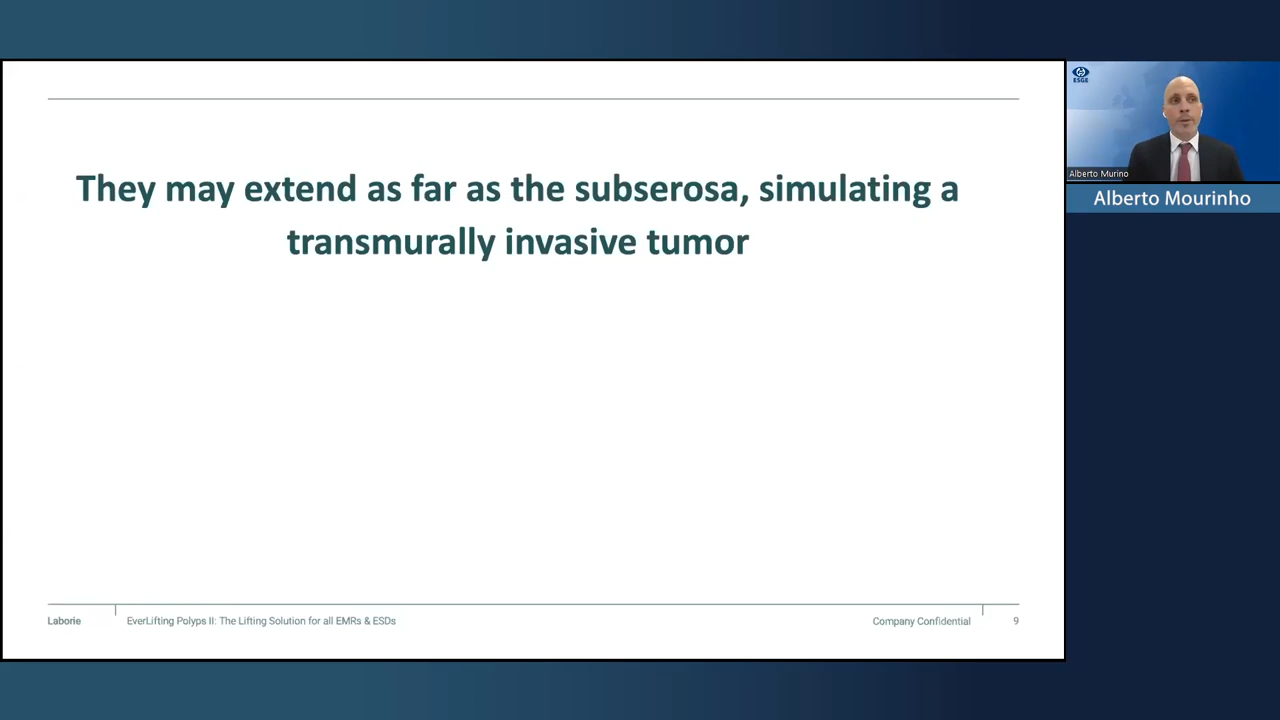 They may extend as far as the subserosa, simulating a
transmurally invasive tumor
Laborie
EverLifting Polyps II: The Lifting Solution for all EMRs & ESDs
Company Confidential
9
ESGE
Alberto Murino
Alberto Mourinho